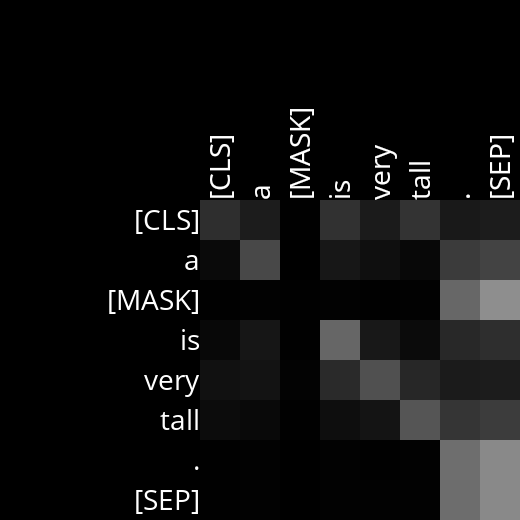 [CLS] a [MASK] is very tall . [SEP]
[CLS]
a
[MASK]
is
very
tall
.
[SEP]